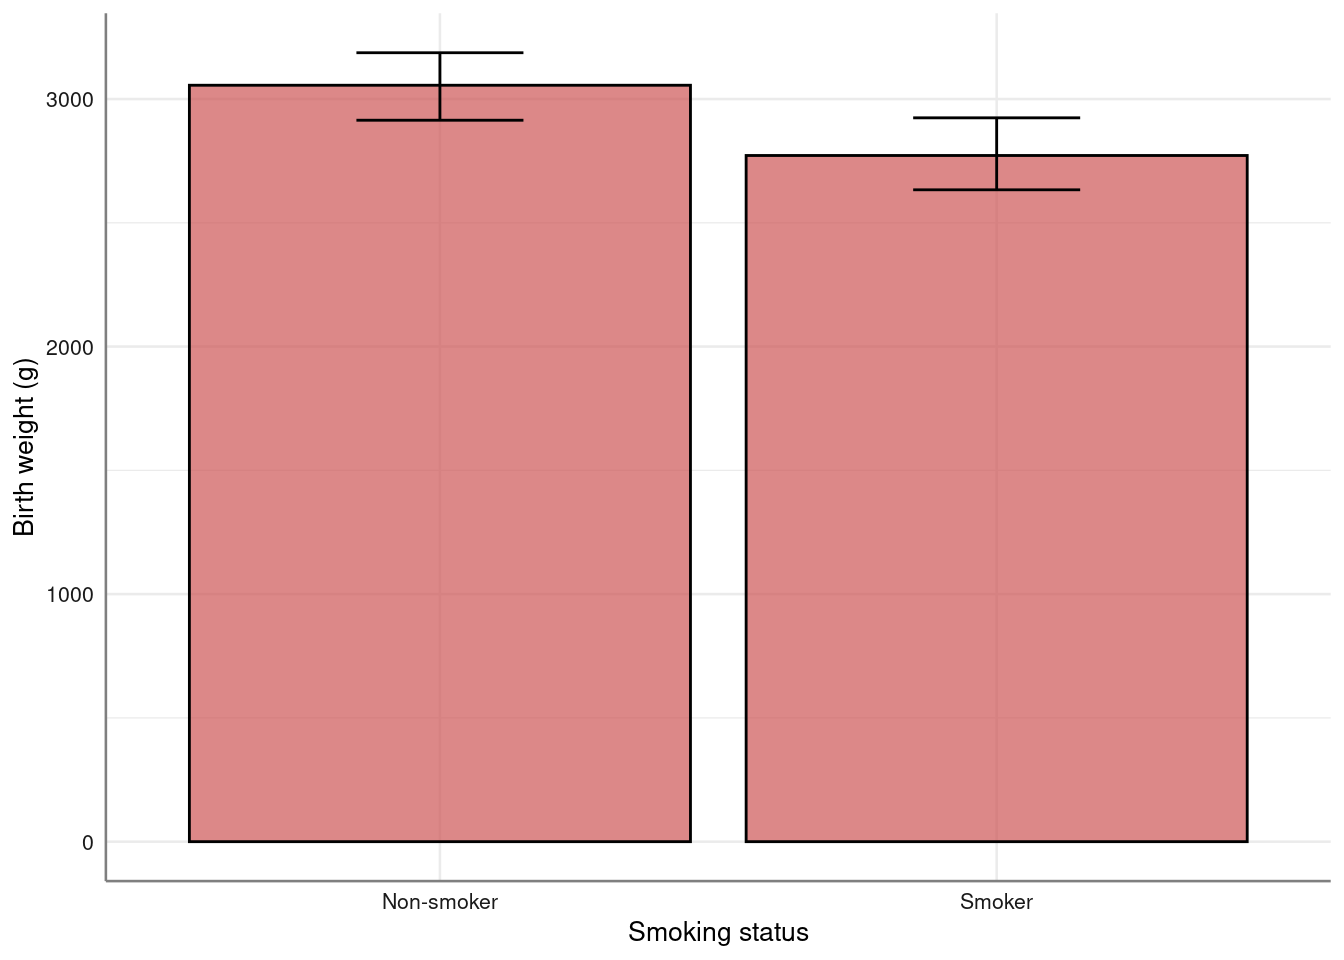 3000
2000
1000
0
Birth weight (g)
Non-smoker
Smoker
Smoking status